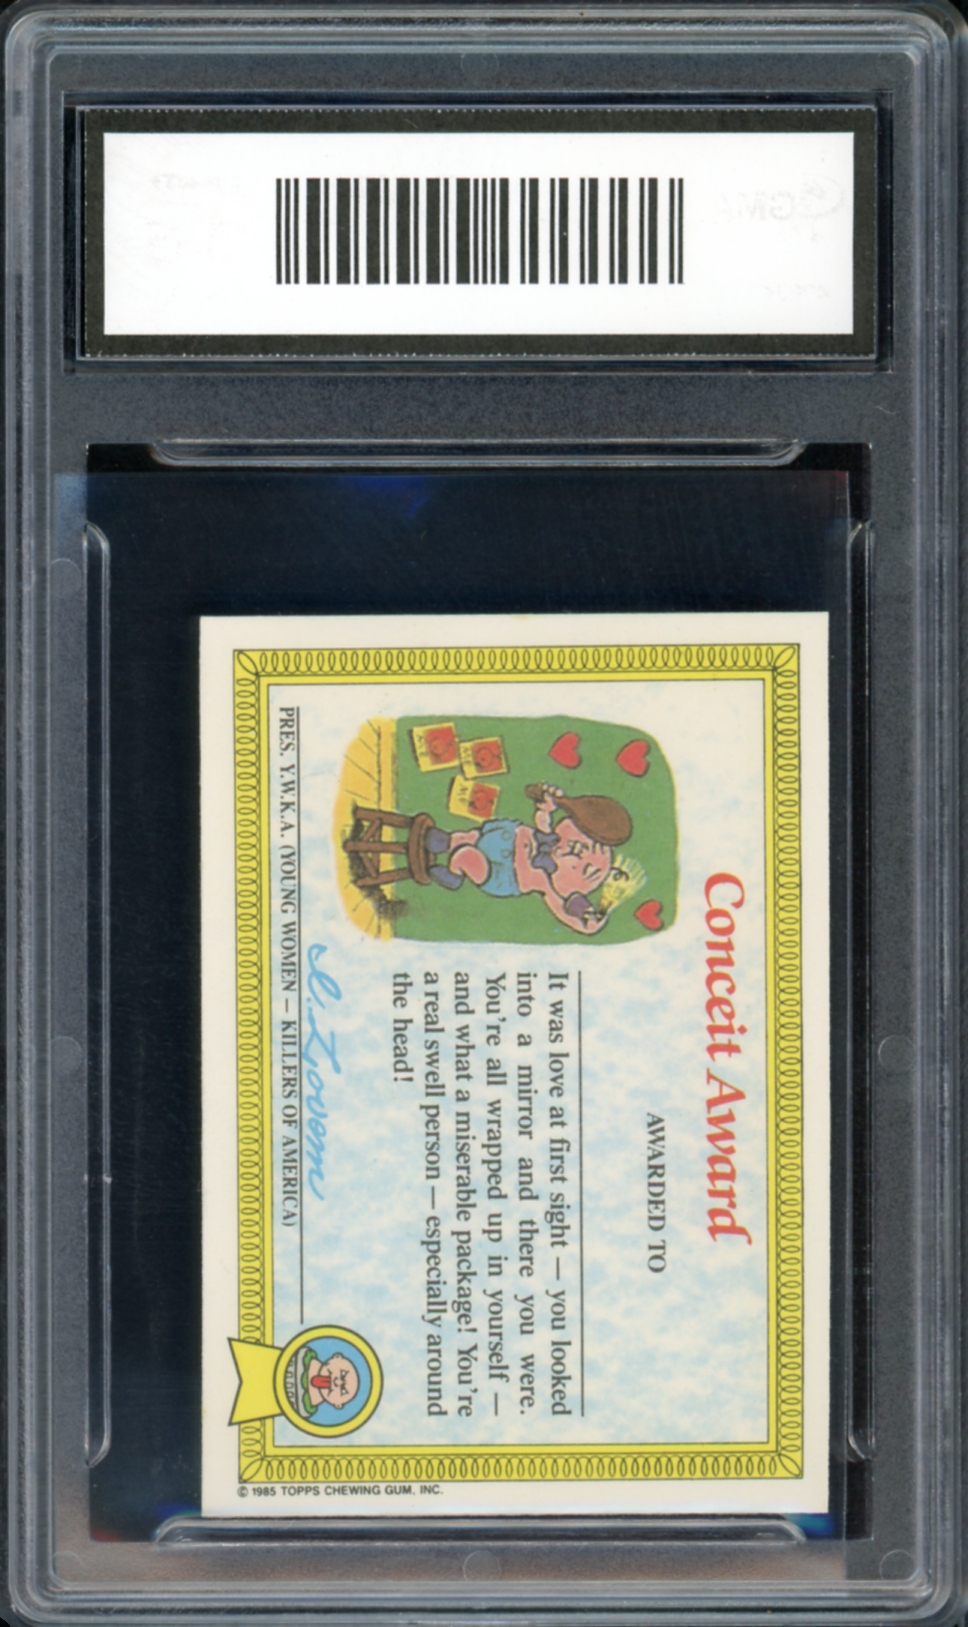 Conceit Award
AWARDED TO
It was love at first sight — you looked
into a mirror and there you were.
You're all wrapped up in yourself —
and what a miserable package! You're
a real swell person — especially around
the head!
I. Lovem
PRES. Y.W.K.A. (YOUNG WOMEN — KILLERS OF AMERICA)
© 1985 TOPPS CHEWING GUM, INC.